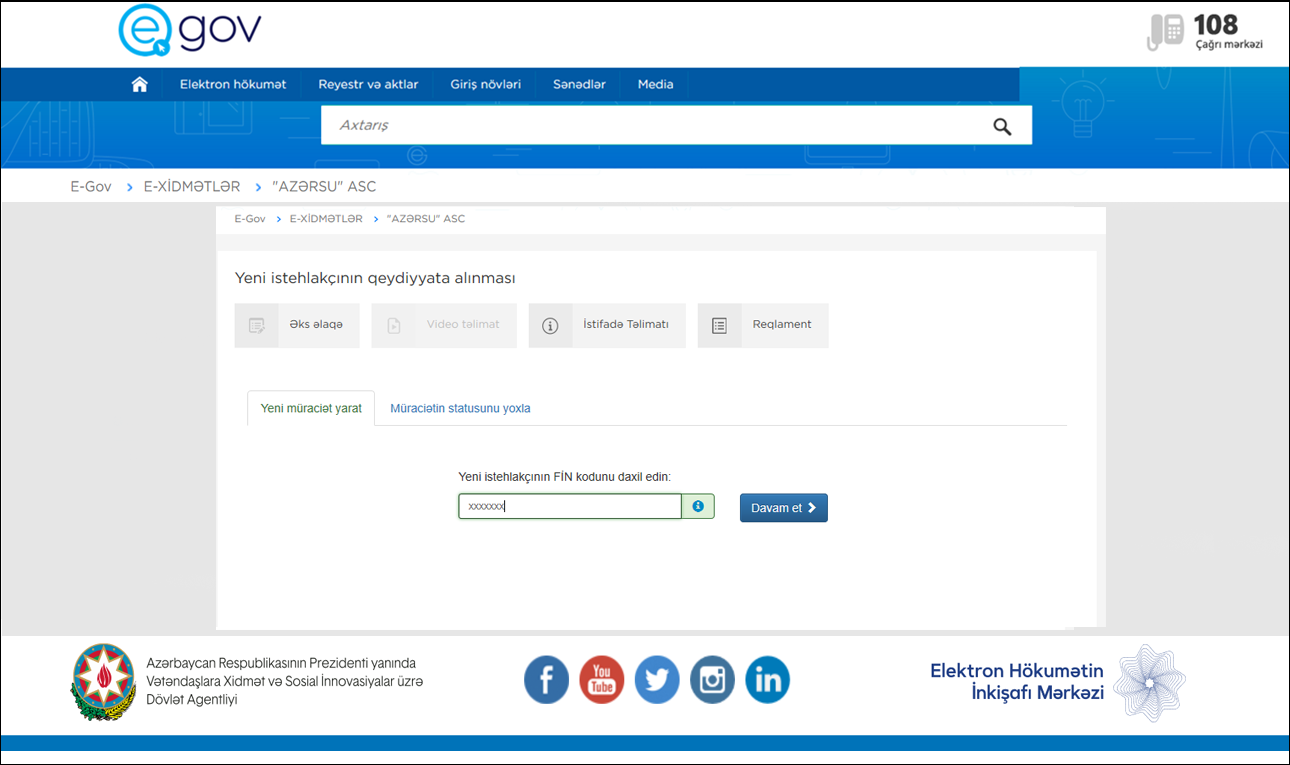 e gov
108
Çağrı mərkəzi
Elektron hökumət
Reyestr və aktlar
Giriş növləri
Sənədlər
Media
Axtarış
E-Gov > E-XİDMƏTLƏR > "AZƏRSU" ASC
E-Gov > E-XİDMƏTLƏR > "AZƏRSU" ASC
Yeni istehlakçının qeydiyyata alınması
Əks əlaqə
Video təlimat
İstifadə Təlimatı
Reqlament
Yeni müraciət yarat
Müraciətin statusunu yoxla
Yeni istehlakçının FİN kodunu daxil edin:
xxxxxxx
Davam et
Azərbaycan Respublikasının Prezidenti yanında
Vətəndaşlara Xidmət və Sosial İnnovasiyalar üzrə
Dövlət Agentliyi
f
You
Tube
in
Elektron Hökumətin
İnkişafı Mərkəzi